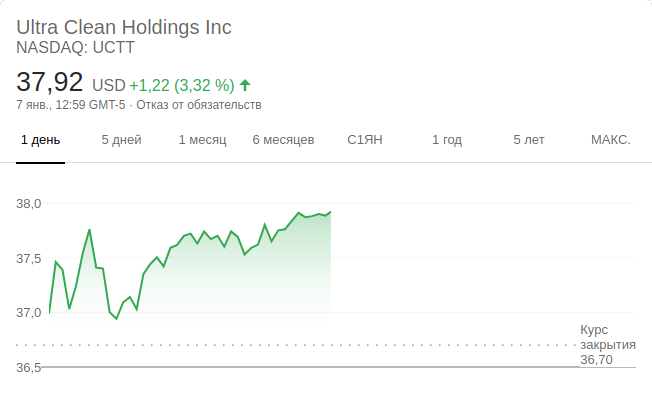 Ultra Clean Holdings Inc
NASDAQ: UCTT
37,92 USD +1,22 (3,32 %)
7 янв., 12:59 GMT-5 · Отказ от обязательств
1 день 5 дней 1 месяц 6 месяцев С1ЯН 1 год 5 лет МАКС.
38,0
37,5
37,0
Курс
закрытия
36,70
36,5